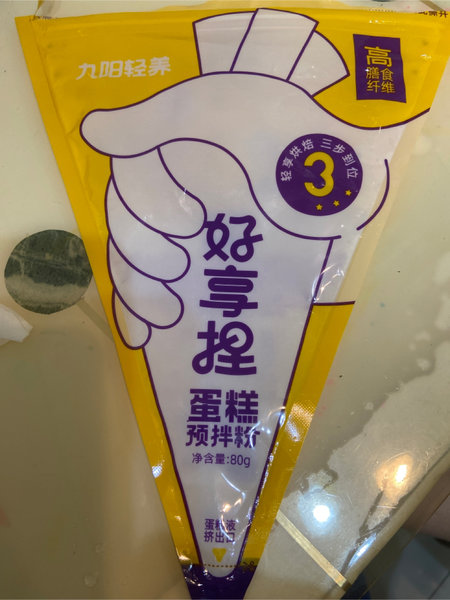 九阳轻养
高
膳食
纤维
轻享烘焙 三步到位
3
好
享
捏
蛋糕
预拌粉
净含量:80g
蛋糕液
挤出口